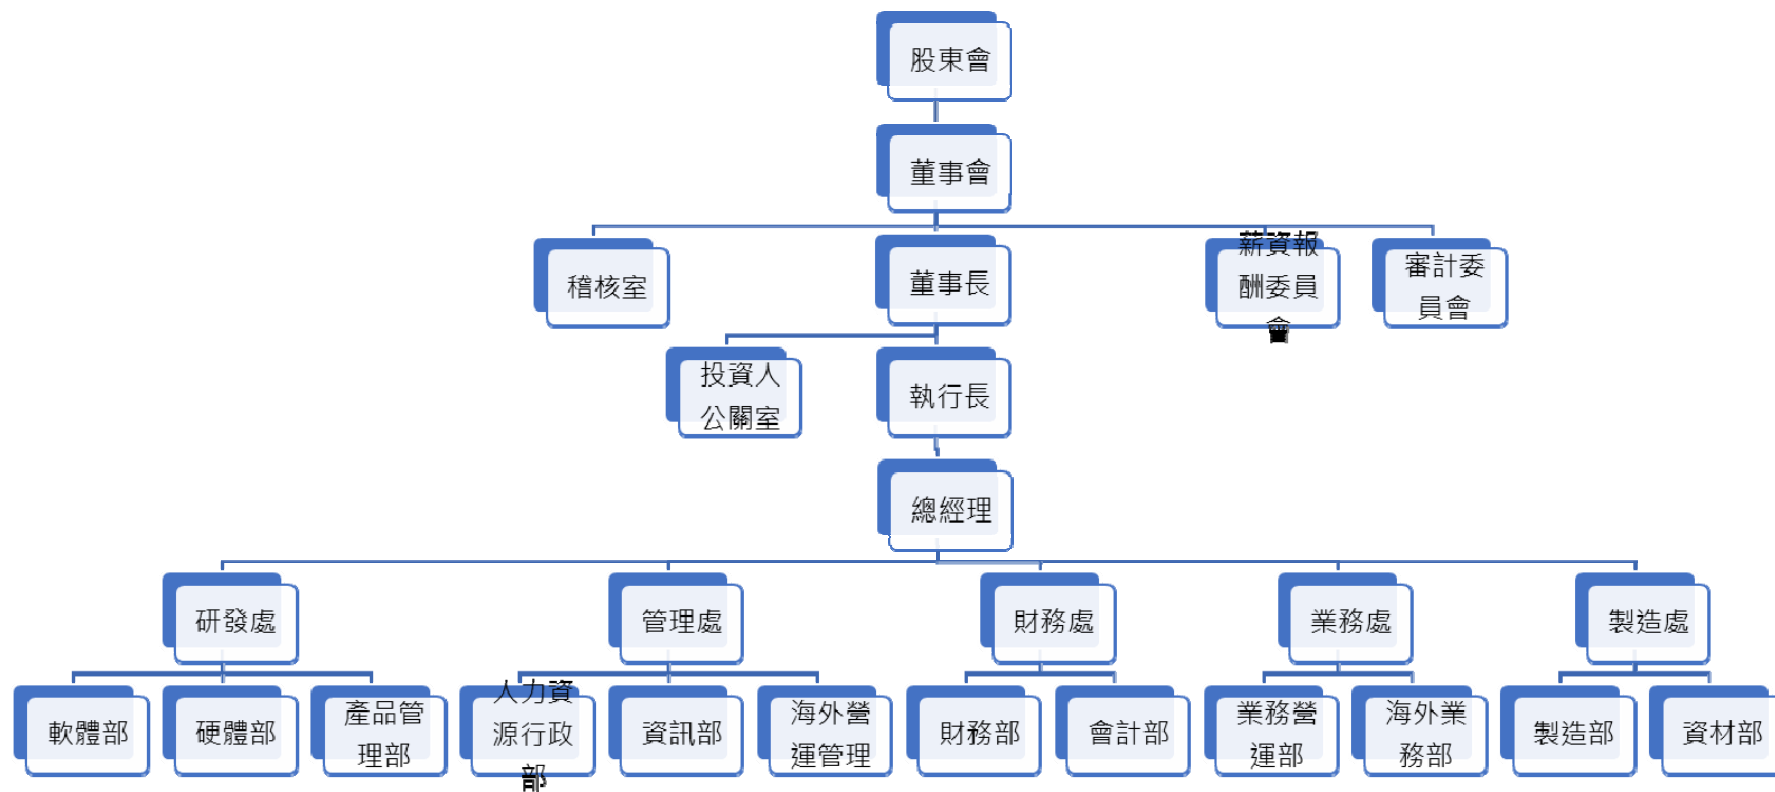 股東會
董事會
稽核室
董事長
薪資報
酬委員
會
審計委
員會
投資人
公關室
執行長
總經理
研發處
管理處
財務處
業務處
製造處
軟體部
硬體部
產品管
理部
人力資
源行政
部
資訊部
海外營
運管理
財務部
會計部
業務營
運部
海外業
務部
製造部
資材部